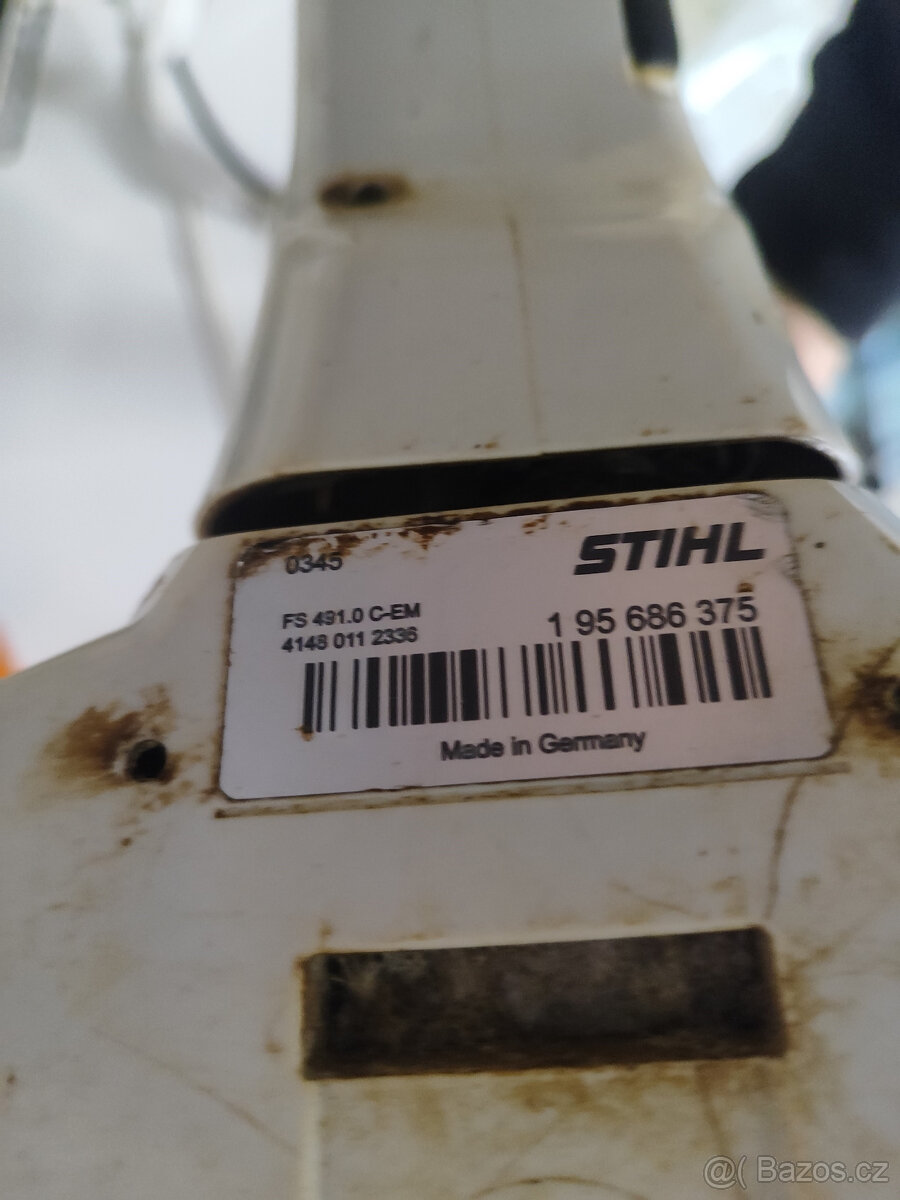 0345
STIHL
FS 491.0 C-EM
4148 011 2336
1 95 686 375
Made in Germany
@( Bazos.cz